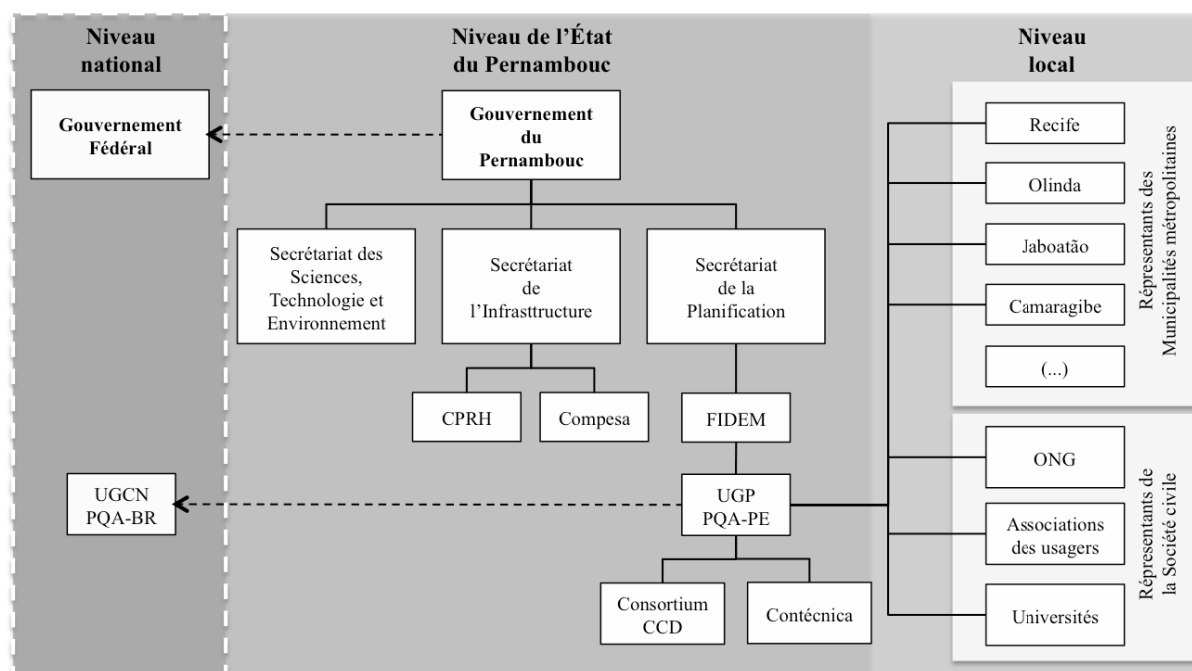 Niveau
national
Niveau de l’État
du Pernambouc
Niveau
local
Gouvernement
Fédéral
Gouvernement
du
Pernambouc
Secrétariat des
Sciences,
Technologie et
Environnement
Secrétariat
de
l’Infrasttructure
Secrétariat
de la
Planification
CPRH
Compesa
FIDEM
UGCN
PQA-BR
UGP
PQA-PE
Consortium
CCD
Contécnica
Recife
Olinda
Jaboatão
Camaragibe
(...)
Réprésentants des
Municipalités métropolitaines
ONG
Associations
des usagers
Universités
Réprésentants de
la Société civile